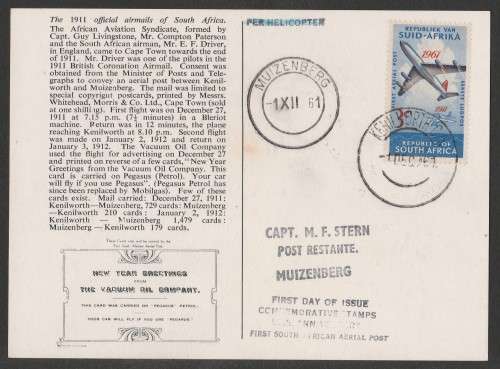 The 1911 official airmails of South Africa.
The African Aviation Syndicate, formed by
Capt. Guy Livingstone, Mr. Compton Paterson
and the South African airman, Mr. E. F. Driver,
in England, came to Cape Town towards the
end of 1911. Mr. Driver was one of the pilots in the
1911 British Coronation Airmail. Consent was
obtained from the Minister of Posts and Tele-
graphs to convey an aerial post between Kenil-
worth and Muizenberg. The mail was limited to
special copyright postcards, printed by Messrs.
Whitehead, Morris & Co. Ltd., Cape Town (sold
at one shilling ea.) First flight was on December 27,
1911 at 7.15 p.m. (7½ minutes) in a Bleriot
machine. Return was in 12 minutes, the plane
reaching Kenilworth at 8.10 p.m. Second flight
was made on January 2, 1912 and return on
January 3, 1912. The Vacuum Oil Company
used the flight for advertising on December 27
and printed on reverse of a few cards, "New Year
Greetings from the Vacuum Oil Company. This
card is carried on Pegasus (Petrol). Your car
will fly if you use Pegasus". (Pegasus Petrol has
since been replaced by Mobilgas). Few of these
cards exist. Mail carried: December 27, 1911:
Kenilworth—Muizenberg, 729 cards: Muizenberg
—Kenilworth 210 cards: January 2, 1912:
Kenilworth — Muizenberg 1,479 cards:
Muizenberg — Kenilworth 179 cards.
NEW YEAR GREETINGS
FROM
THE VACUUM OIL COMPANY.
THIS CARD WAS CARRIED ON "PEGASUS" PETROL.
YOUR CAR WILL FLY IF YOU USE "PEGASUS"
PER HELICOPTER
MUIZENBERG
-1XII 61
REPUBLIEK VAN
SUID-AFRIKA
1961
1911
3c
REPUBLIC OF
SOUTH AFRICA
CAPT. M. F. STERN
POST RESTANTE.
MUIZENBERG
FIRST DAY OF ISSUE
COMMEMORATIVE STAMPS
FIRST SOUTH AFRICAN AERIAL POST